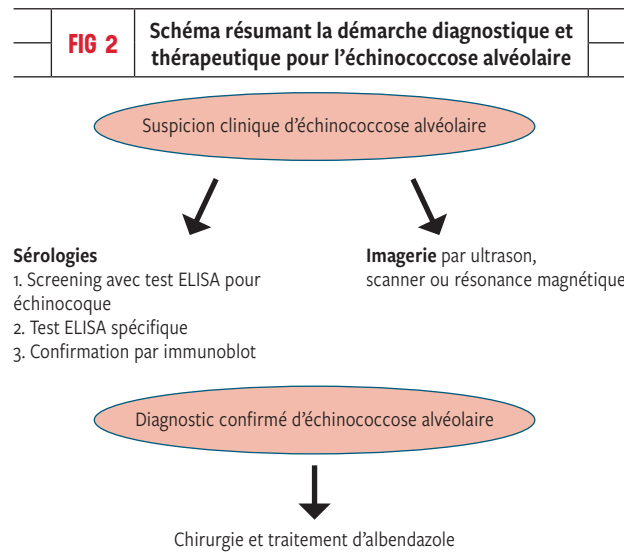 FIG 2
Schéma résumant la démarche diagnostique et
thérapeutique pour l'échinococcose alvéolaire
Suspicion clinique d'échinococcose alvéolaire
Sérologies
1. Screening avec test ELISA pour
échinocoque
2. Test ELISA spécifique
3. Confirmation par immunoblot
Imagerie par ultrason,
scanner ou résonance magnétique
Diagnostic confirmé d'échinococcose alvéolaire
Chirurgie et traitement d'albendazole